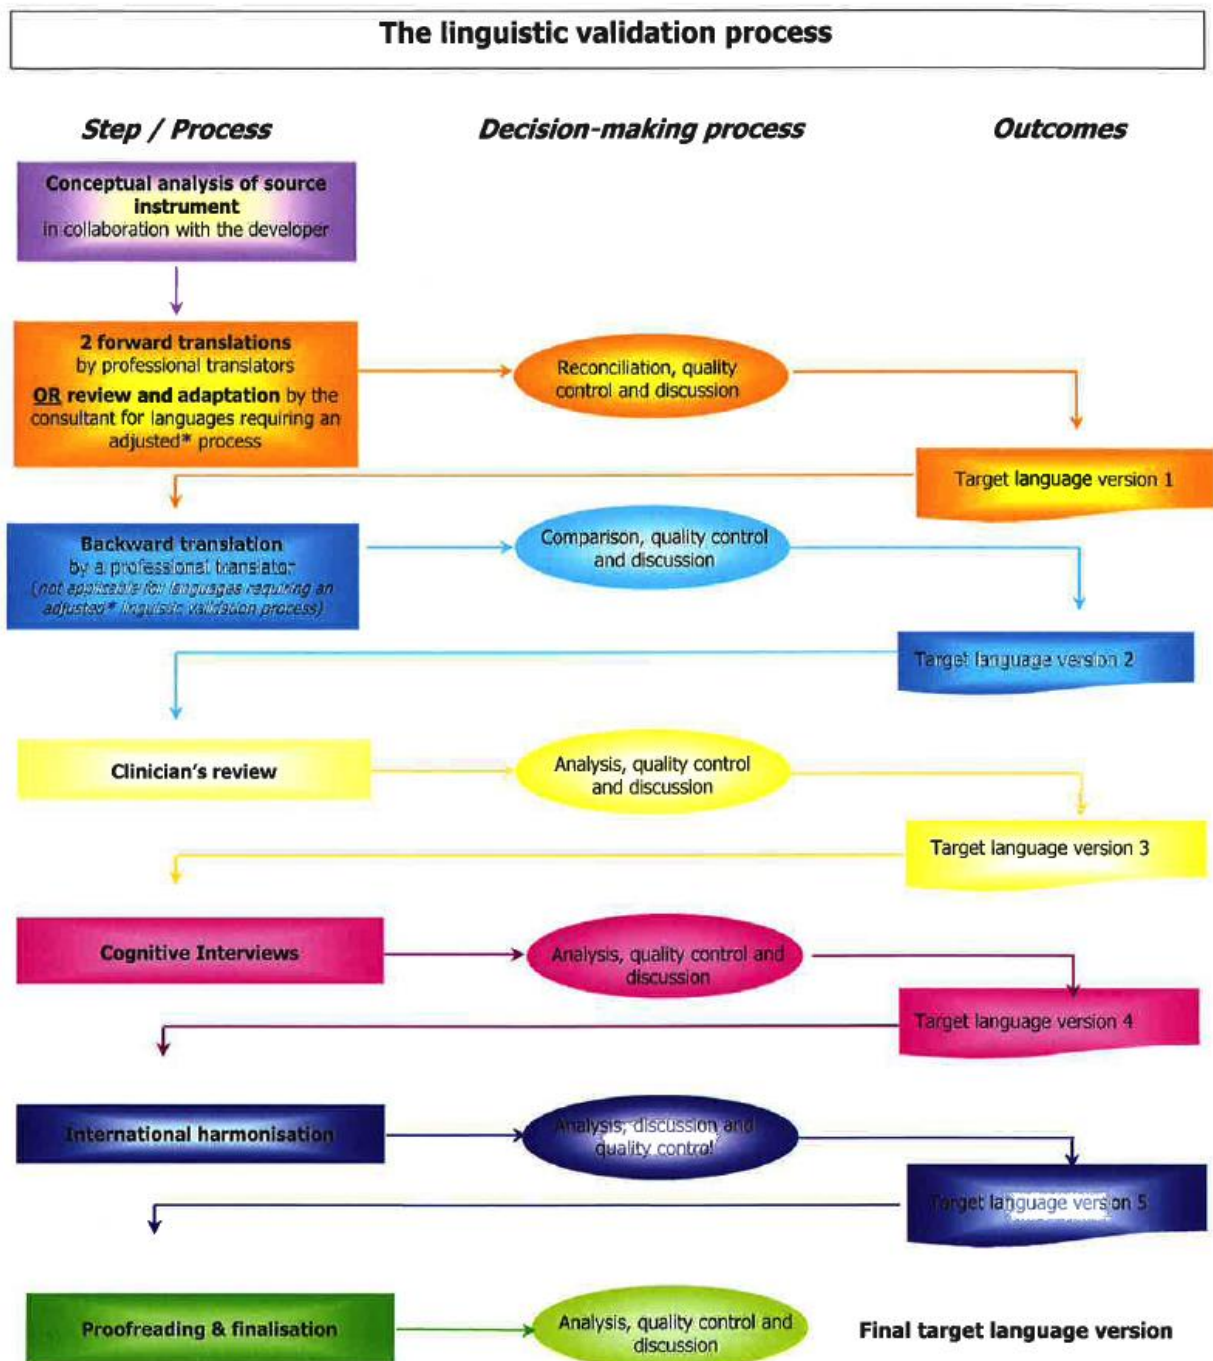 The linguistic validation process
Step / Process
Decision-making process
Outcomes
Conceptual analysis of source
instrument
in collaboration with the developer
2 forward translations
by professional translators
OR review and adaptation by the
consultant for languages requiring an
adjusted* process
Reconciliation, quality
control and discussion
Target language version 1
Backward translation
by a professional translator
(not applicable for languages requiring an
adjusted* linguistic validation process)
Comparison, quality control
and discussion
Target language version 2
Clinician's review
Analysis, quality control
and discussion
Target language version 3
Cognitive Interviews
Analysis, quality control and
discussion
Target language version 4
International harmonisation
Analysis, discussion and
quality control
Target language version 5
Proofreading & finalisation
Analysis, quality control and
discussion
Final target language version